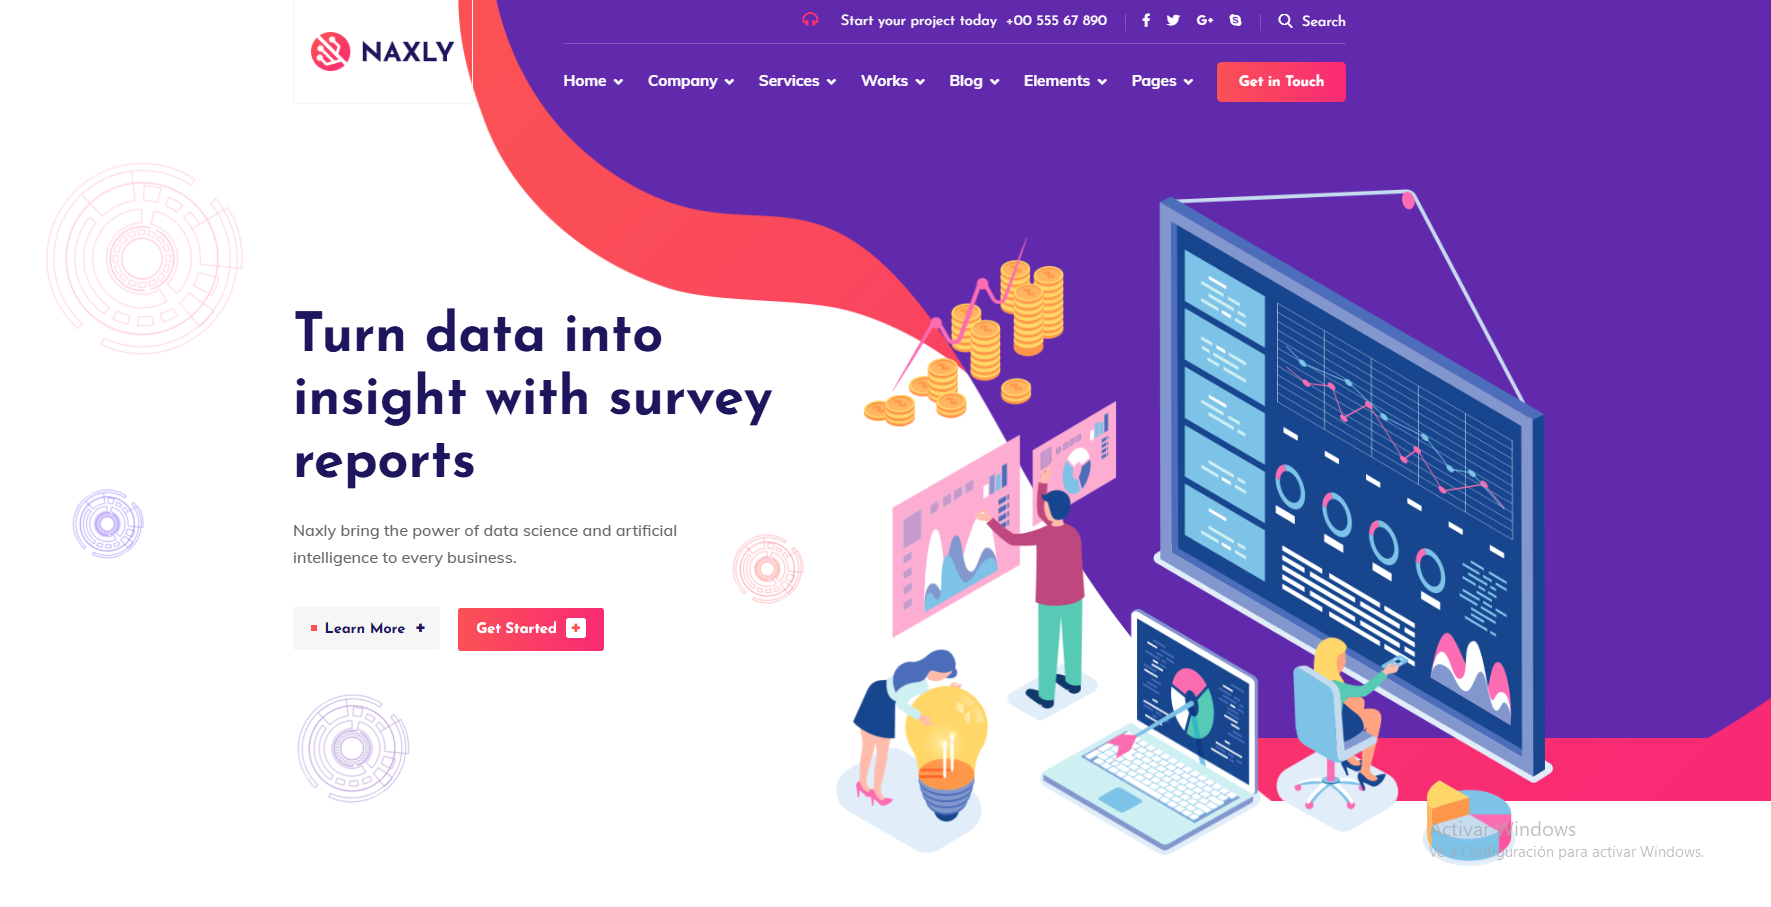 NAXLY
Start your project today +00 555 67 890
Search
Home Company Services Works Blog Elements Pages Get in Touch
Turn data into
insight with survey
reports
Naxly bring the power of data science and artificial
intelligence to every business.
Learn More +
Get Started +
Activar Windows
Ve a Configuración para activar Windows.